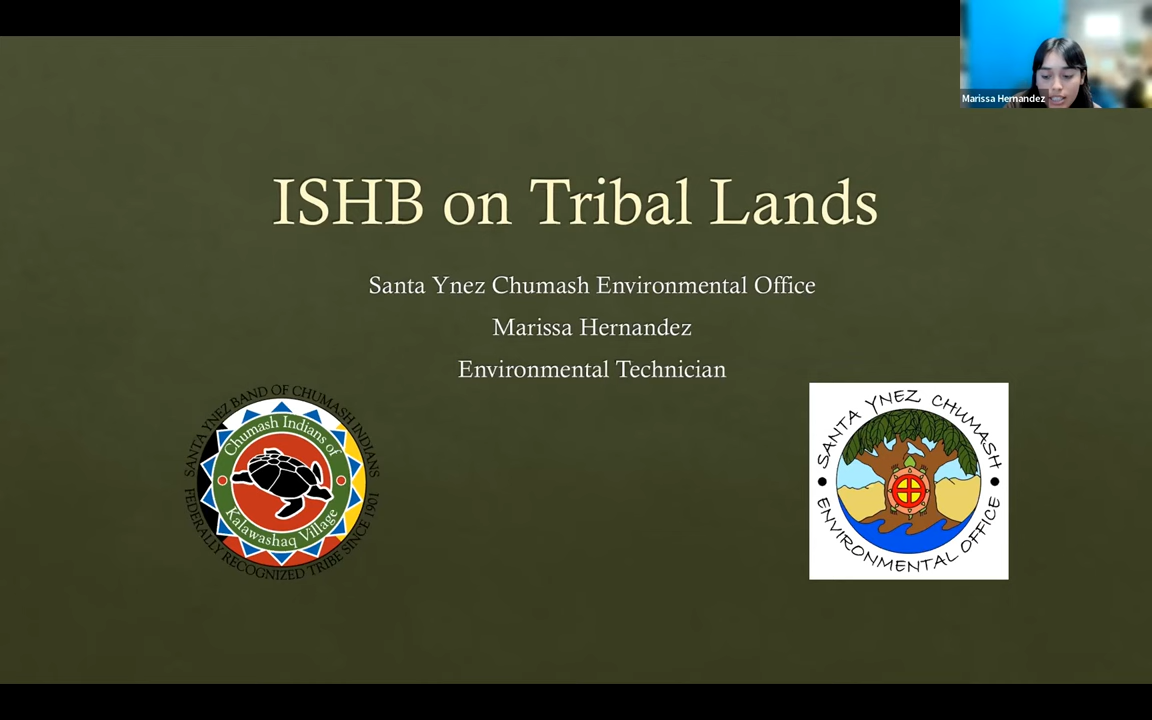 Marissa Hernandez
ISHB on Tribal Lands
Santa Ynez Chumash Environmental Office
Marissa Hernandez
Environmental Technician
SANTA YNEZ BAND OF CHUMASH INDIANS
FEDERALLY RECOGNIZED TRIBE SINCE 1901
Chumash Indians of
Kalawashaq Village
SANTA YNEZ CHUMASH
ENVIRONMENTAL OFFICE